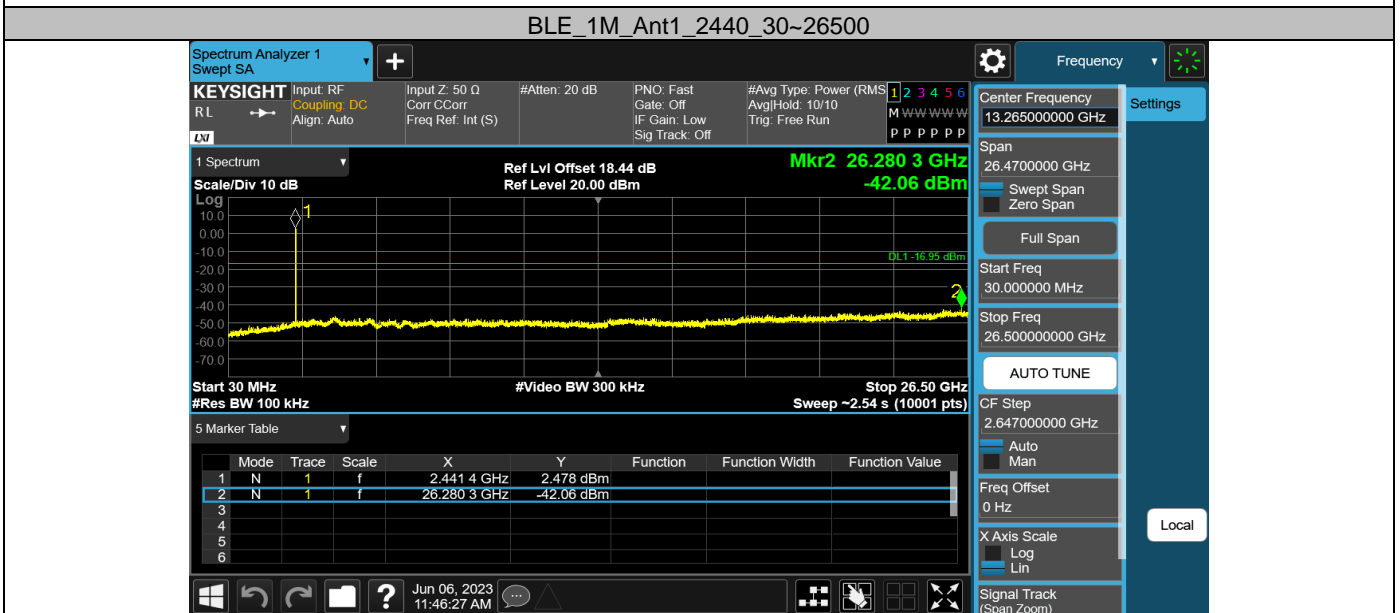 BLE_1M_Ant1_2440_30~26500
Spectrum Analyzer 1
Swept SA
Frequency
KEYSIGHT
RL
LXI
Input: RF
Coupling: DC
Align: Auto
Input Z: 50 Ω
Corr CCorr
Freq Ref: Int (S)
#Atten: 20 dB
PNO: Fast
Gate: Off
IF Gain: Low
Sig Track: Off
#Avg Type: Power (RMS
Avg|Hold: 10/10
Trig: Free Run
1 2 3 4 5 6
M W W W W W
P P P P P P
1 Spectrum
Scale/Div 10 dB
Ref Lvl Offset 18.44 dB
Ref Level 20.00 dBm
Mkr2 26.280 3 GHz
-42.06 dBm
Log
10.0
0.00
-10.0
-20.0
-30.0
-40.0
-50.0
-60.0
-70.0
1
DL1 -16.95 dBm
2
Start 30 MHz
#Res BW 100 kHz
#Video BW 300 kHz
Stop 26.50 GHz
Sweep ~2.54 s (10001 pts)
5 Marker Table
Mode Trace Scale X Y Function Function Width Function Value
1 N 1 f 2.441 4 GHz 2.478 dBm
2 N 1 f 26.280 3 GHz -42.06 dBm
3
4
5
6
Jun 06, 2023
11:46:27 AM
Center Frequency
13.265000000 GHz
Settings
Span
26.4700000 GHz
Swept Span
Zero Span
Full Span
Start Freq
30.000000 MHz
Stop Freq
26.500000000 GHz
AUTO TUNE
CF Step
2.647000000 GHz
Auto
Man
Freq Offset
0 Hz
Local
X Axis Scale
Log
Lin
Signal Track
(Span Zoom)